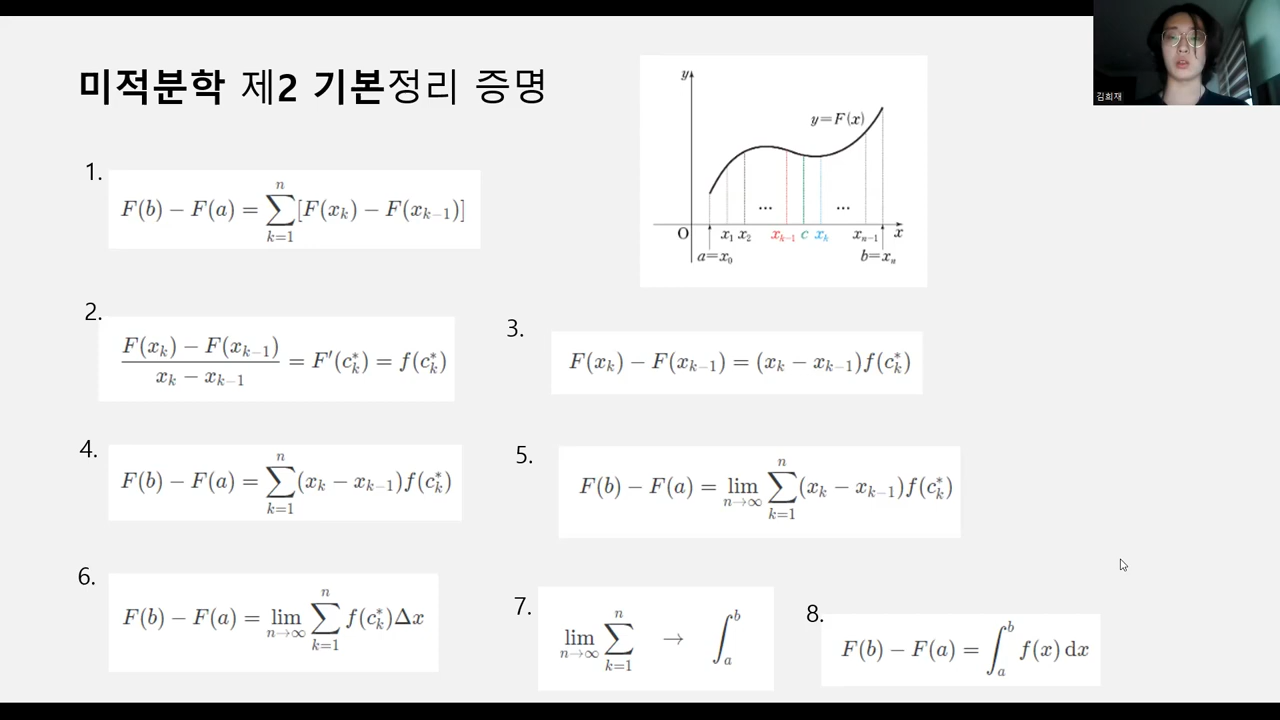 미적분학 제2 기본정리 증명
김희재
y
y=F(x)
... ...
O x₁ x₂ xₖ₋₁ c xₖ xₙ₋₁ x
a=x₀ b=xₙ
1.
F(b) − F(a) = ∑ₖ₌₁ⁿ [F(xₖ) − F(xₖ₋₁)]
2.
(F(xₖ) − F(xₖ₋₁))/(xₖ − xₖ₋₁) = F′(cₖ*) = f(cₖ*)
3.
F(xₖ) − F(xₖ₋₁) = (xₖ − xₖ₋₁)f(cₖ*)
4.
F(b) − F(a) = ∑ₖ₌₁ⁿ (xₖ − xₖ₋₁)f(cₖ*)
5.
F(b) − F(a) = lim n→∞ ∑ₖ₌₁ⁿ (xₖ − xₖ₋₁)f(cₖ*)
6.
F(b) − F(a) = lim n→∞ ∑ₖ₌₁ⁿ f(cₖ*)Δx
7.
lim n→∞ ∑ₖ₌₁ⁿ → ∫ₐᵇ
8.
F(b) − F(a) = ∫ₐᵇ f(x) dx